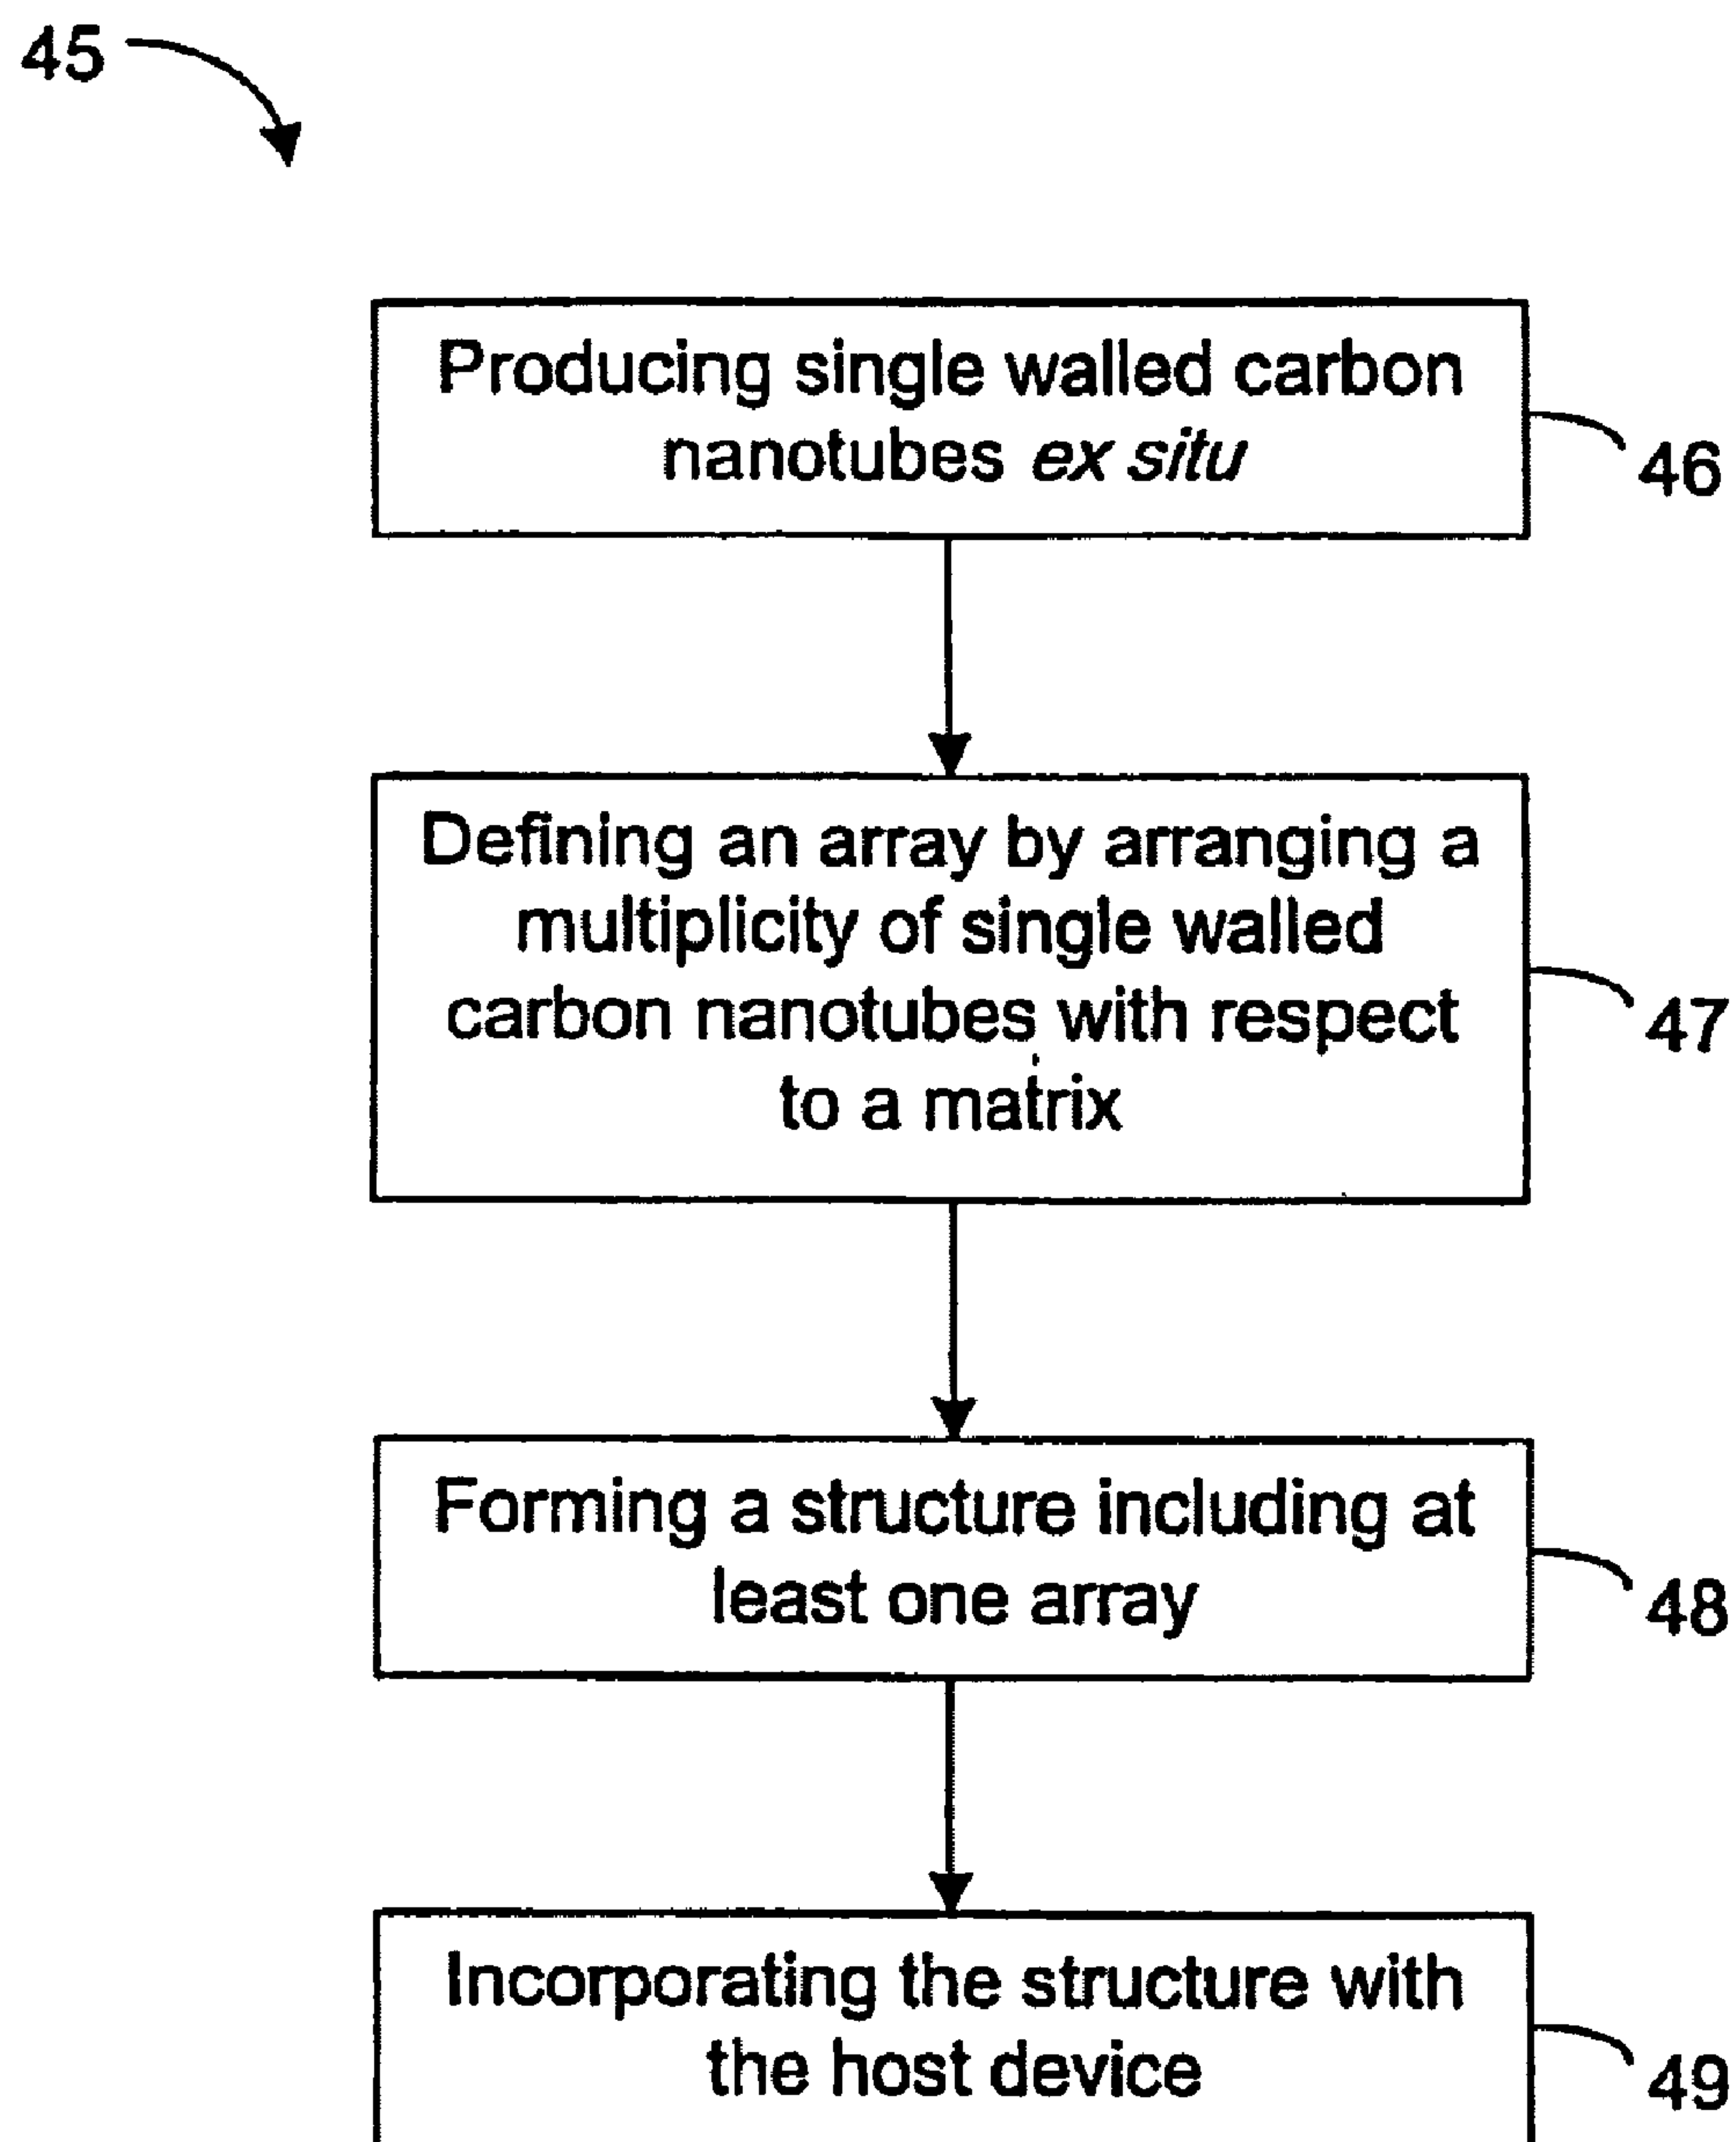 45
Producing single walled carbon
nanotubes ex situ
46
Defining an array by arranging a
multiplicity of single walled
carbon nanotubes with respect
to a matrix
47
Forming a structure including at
least one array
48
Incorporating the structure with
the host device
49